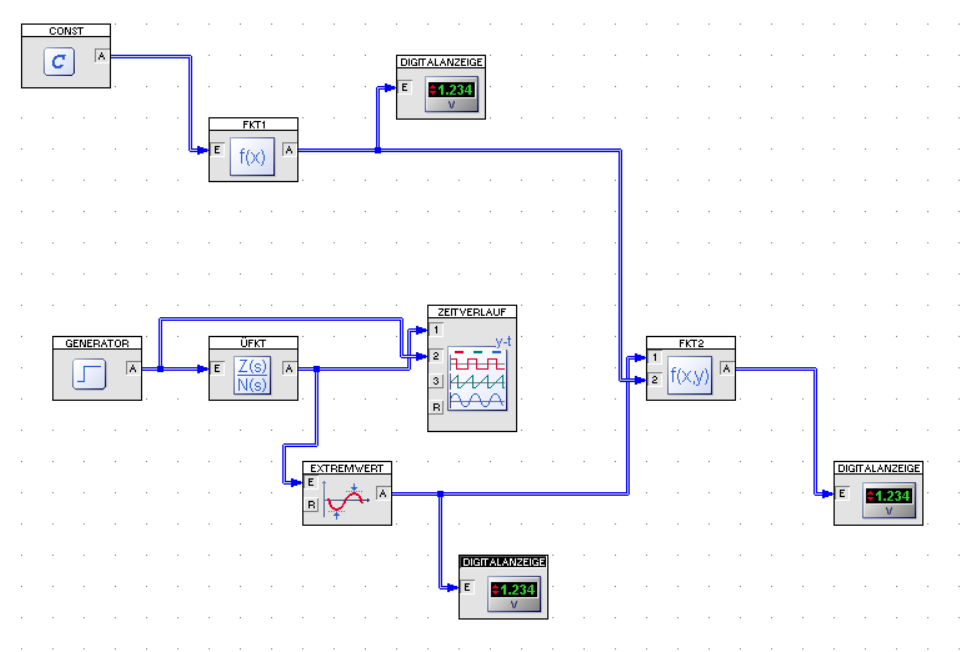 CONST
C
A
DIGITALANZEIGE
E
1.234
V
FKT1
E
f(x)
A
ZEITVERLAUF
1
y-t
2
3
R
GENERATOR
A
ÜFKT
E
Z(s)
N(s)
A
FKT2
1
2
f(x,y)
A
EXTREMWERT
E
R
A
DIGITALANZEIGE
E
1.234
V
DIGITALANZEIGE
E
1.234
V